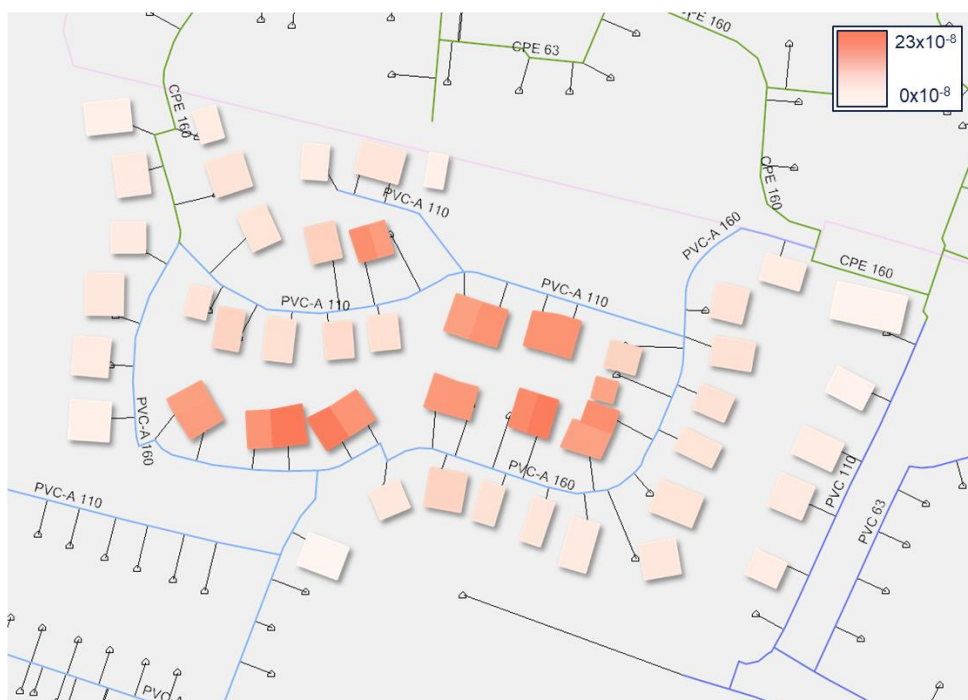 CPE 160
23x10⁻⁸
0x10⁻⁸
CPE 63
CPE 160
CPE 160
PVC-A 110
PVC-A 160
CPE 160
PVC-A 110
PVC-A 110
PVC-A 160
PVC-A 160
PVC 110
PVC-A 110
PVC 63
PVC-A